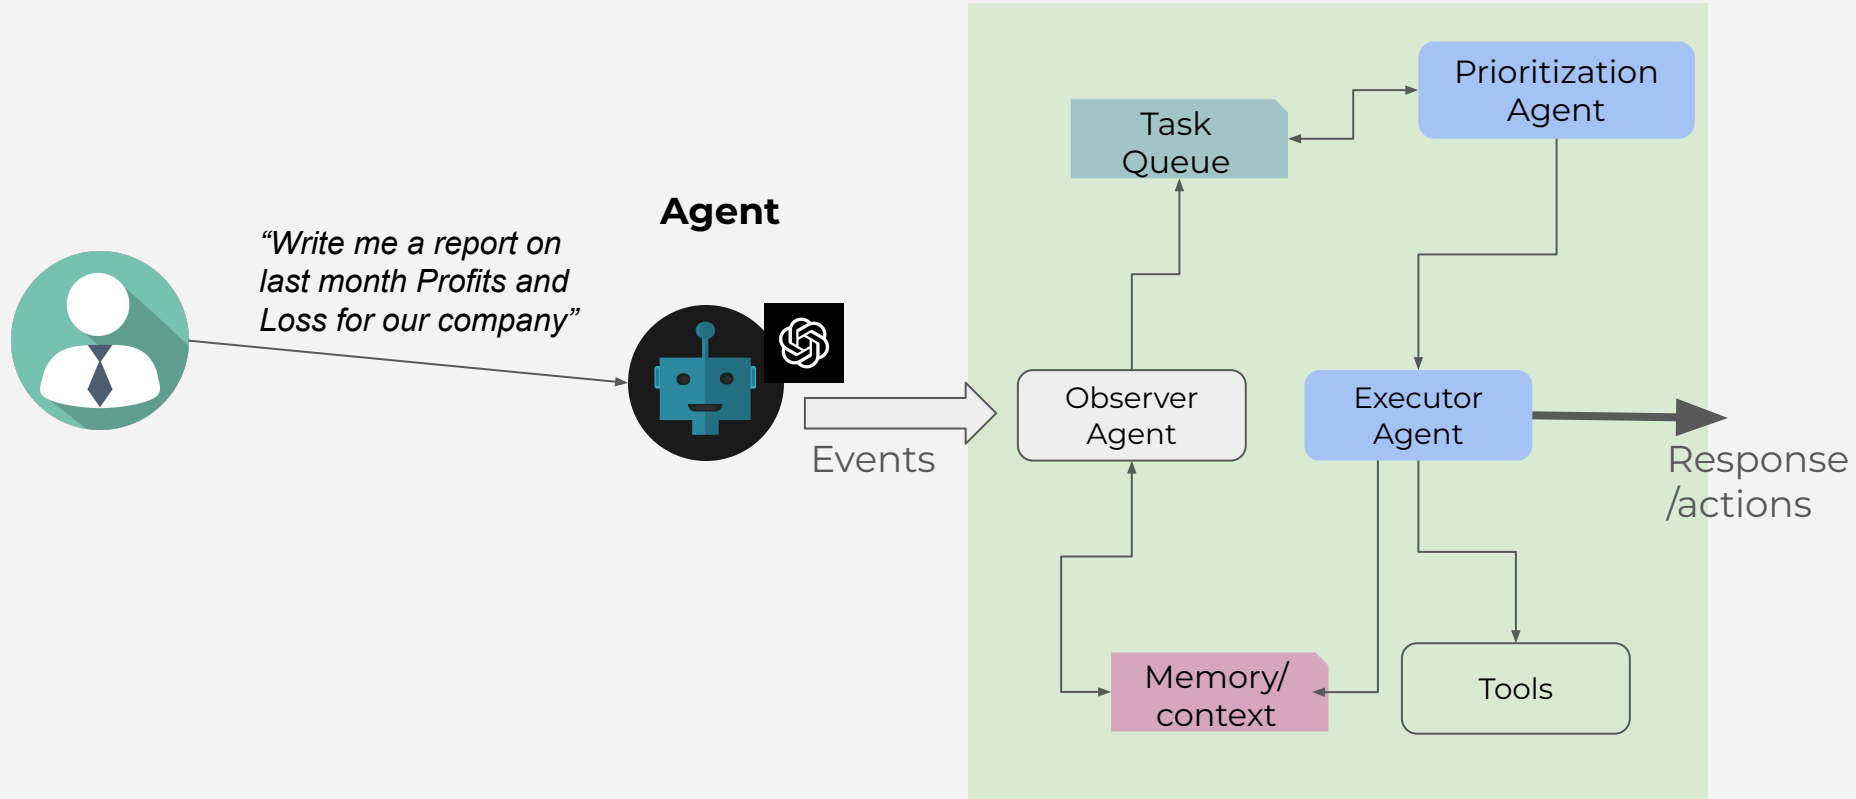 “Write me a report on
last month Profits and
Loss for our company”
Agent
Events
Task
Queue
Prioritization
Agent
Observer
Agent
Executor
Agent
Response
/actions
Memory/
context
Tools